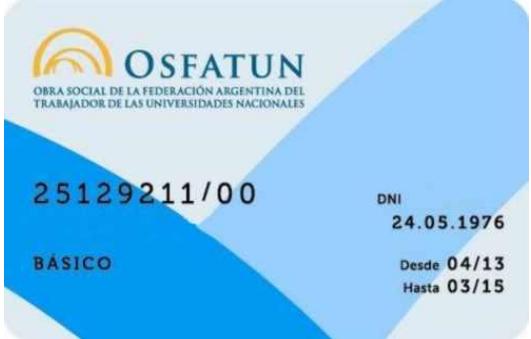 OSFATUN
OBRA SOCIAL DE LA FEDERACIÓN ARGENTINA DEL
TRABAJADOR DE LAS UNIVERSIDADES NACIONALES
25129211/00
DNI
24.05.1976
BÁSICO
Desde 04/13
Hasta 03/15